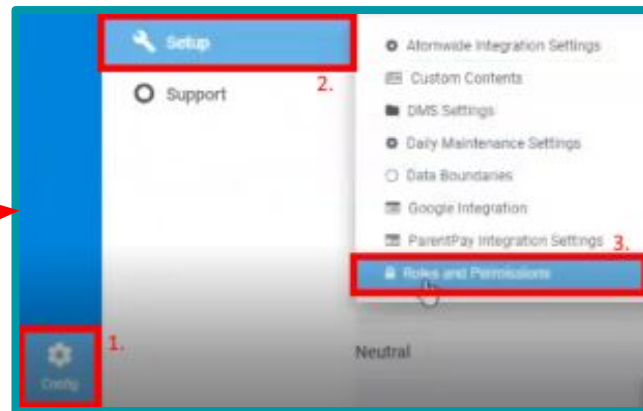 Setup
2.
Support
Atomwide Integration Settings
Custom Contents
DMS Settings
Daily Maintenance Settings
Data Boundaries
Google Integration
ParentPay Integration Settings
3.
Roles and Permissions
1.
Config
Neutral